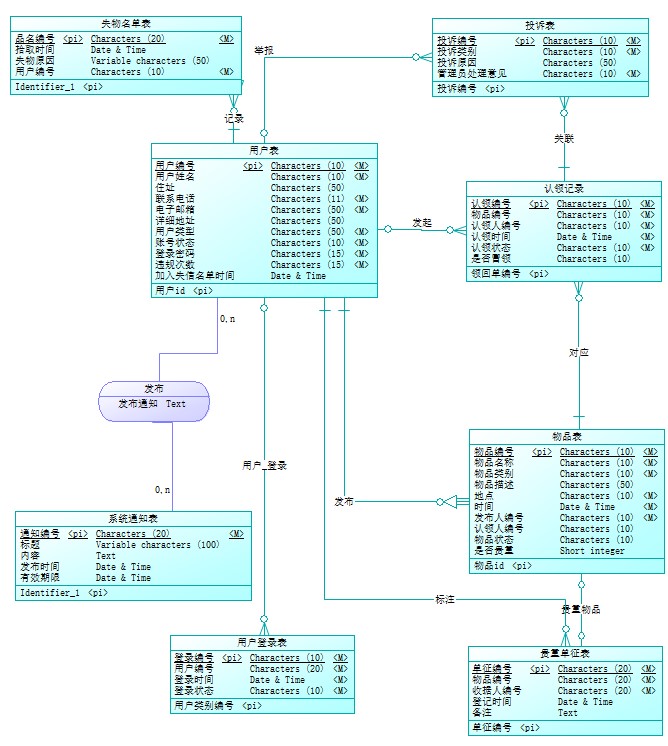 失物名单表
品名编号 <pi> Characters (20) <M>
拾取时间 Date & Time
失物原因 Variable characters (50)
用户编号 Characters (10) <M>
Identifier_1 <pi>
投诉表
投诉编号 <pi> Characters (10) <M>
投诉类别 Characters (10) <M>
投诉原因 Characters (50)
管理员处理意见 Characters (10) <M>
投诉编号 <pi>
举报
记录
关联
用户表
用户编号 <pi> Characters (10) <M>
用户姓名 Characters (10) <M>
住址 Characters (50)
联系电话 Characters (11) <M>
电子邮箱 Characters (50) <M>
详细地址 Characters (50)
用户类型 Characters (50) <M>
账号状态 Characters (10) <M>
登录密码 Characters (15) <M>
违规次数 Characters (15) <M>
加入失信名单时间 Date & Time
用户id <pi>
发起
认领记录
认领编号 <pi> Characters (10) <M>
物品编号 Characters (10) <M>
认领人编号 Characters (10) <M>
认领时间 Date & Time <M>
认领状态 Characters (10) <M>
是否冒领 Characters (10)
领回单编号 <pi>
0,n
对应
发布
发布通知 Text
0,n
用户_登录
发布
物品表
物品编号 <pi> Characters (10) <M>
物品名称 Characters (10) <M>
物品类别 Characters (10) <M>
物品描述 Characters (50)
地点 Characters (10) <M>
时间 Date & Time <M>
发布人编号 Characters (10) <M>
认领人编号 Characters (10)
物品状态 Characters (10)
是否贵重 Short integer
物品id <pi>
系统通知表
通知编号 <pi> Characters (20) <M>
标题 Variable characters (100)
内容 Text
发布时间 Date & Time
有效期限 Date & Time
Identifier_1 <pi>
标注
贵重物品
用户登录表
登录编号 <pi> Characters (10) <M>
用户编号 Characters (20) <M>
登录时间 Date & Time <M>
登录状态 Characters (10) <M>
用户类别编号 <pi>
贵重单征表
单征编号 <pi> Characters (20) <M>
物品编号 Characters (20) <M>
收据人编号 Characters (20) <M>
登记时间 Date & Time
备注 Text
单征编号 <pi>